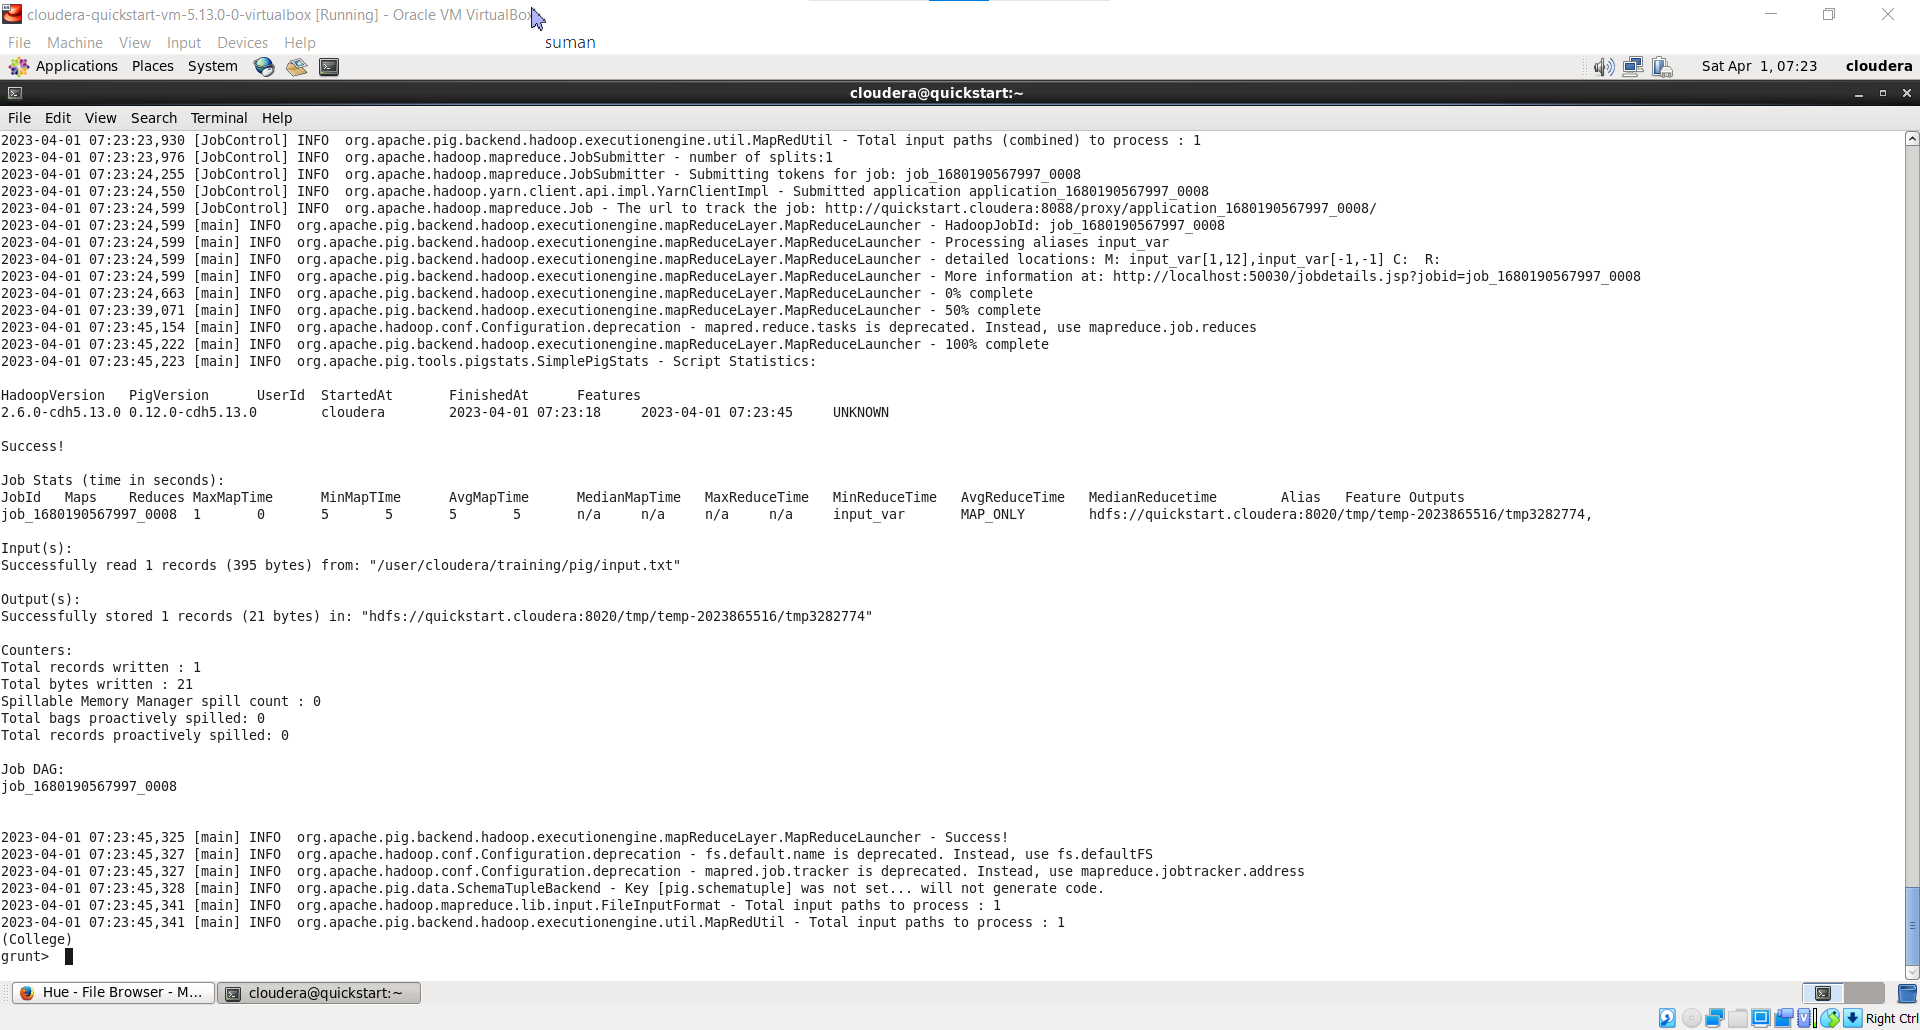 cloudera-quickstart-vm-5.13.0-0-virtualbox [Running] - Oracle VM VirtualBox
File Machine View Input Devices Help
suman
Applications Places System
Sat Apr 1, 07:23 cloudera
cloudera@quickstart:~
File Edit View Search Terminal Help
2023-04-01 07:23:23,930 [JobControl] INFO  org.apache.pig.backend.hadoop.executionengine.util.MapRedUtil - Total input paths (combined) to process : 1
2023-04-01 07:23:23,976 [JobControl] INFO  org.apache.hadoop.mapreduce.JobSubmitter - number of splits:1
2023-04-01 07:23:24,255 [JobControl] INFO  org.apache.hadoop.mapreduce.JobSubmitter - Submitting tokens for job: job_1680190567997_0008
2023-04-01 07:23:24,550 [JobControl] INFO  org.apache.hadoop.yarn.client.api.impl.YarnClientImpl - Submitted application application_1680190567997_0008
2023-04-01 07:23:24,599 [JobControl] INFO  org.apache.hadoop.mapreduce.Job - The url to track the job: http://quickstart.cloudera:8088/proxy/application_1680190567997_0008/
2023-04-01 07:23:24,599 [main] INFO  org.apache.pig.backend.hadoop.executionengine.mapReduceLayer.MapReduceLauncher - HadoopJobId: job_1680190567997_0008
2023-04-01 07:23:24,599 [main] INFO  org.apache.pig.backend.hadoop.executionengine.mapReduceLayer.MapReduceLauncher - Processing aliases input_var
2023-04-01 07:23:24,599 [main] INFO  org.apache.pig.backend.hadoop.executionengine.mapReduceLayer.MapReduceLauncher - detailed locations: M: input_var[1,12],input_var[-1,-1] C:  R:
2023-04-01 07:23:24,599 [main] INFO  org.apache.pig.backend.hadoop.executionengine.mapReduceLayer.MapReduceLauncher - More information at: http://localhost:50030/jobdetails.jsp?jobid=job_1680190567997_0008
2023-04-01 07:23:24,663 [main] INFO  org.apache.pig.backend.hadoop.executionengine.mapReduceLayer.MapReduceLauncher - 0% complete
2023-04-01 07:23:39,071 [main] INFO  org.apache.pig.backend.hadoop.executionengine.mapReduceLayer.MapReduceLauncher - 50% complete
2023-04-01 07:23:45,154 [main] INFO  org.apache.hadoop.conf.Configuration.deprecation - mapred.reduce.tasks is deprecated. Instead, use mapreduce.job.reduces
2023-04-01 07:23:45,222 [main] INFO  org.apache.pig.backend.hadoop.executionengine.mapReduceLayer.MapReduceLauncher - 100% complete
2023-04-01 07:23:45,223 [main] INFO  org.apache.pig.tools.pigstats.SimplePigStats - Script Statistics:
HadoopVersion PigVersion UserId StartedAt FinishedAt Features
2.6.0-cdh5.13.0 0.12.0-cdh5.13.0 cloudera 2023-04-01 07:23:18 2023-04-01 07:23:45 UNKNOWN
Success!
Job Stats (time in seconds):
JobId Maps Reduces MaxMapTime MinMapTIme AvgMapTime MedianMapTime MaxReduceTime MinReduceTime AvgReduceTime MedianReducetime Alias Feature Outputs
job_1680190567997_0008 1 0 5 5 5 5 n/a n/a n/a n/a input_var MAP_ONLY hdfs://quickstart.cloudera:8020/tmp/temp-2023865516/tmp3282774,
Input(s):
Successfully read 1 records (395 bytes) from: "/user/cloudera/training/pig/input.txt"
Output(s):
Successfully stored 1 records (21 bytes) in: "hdfs://quickstart.cloudera:8020/tmp/temp-2023865516/tmp3282774"
Counters:
Total records written : 1
Total bytes written : 21
Spillable Memory Manager spill count : 0
Total bags proactively spilled: 0
Total records proactively spilled: 0
Job DAG:
job_1680190567997_0008
2023-04-01 07:23:45,325 [main] INFO  org.apache.pig.backend.hadoop.executionengine.mapReduceLayer.MapReduceLauncher - Success!
2023-04-01 07:23:45,327 [main] INFO  org.apache.hadoop.conf.Configuration.deprecation - fs.default.name is deprecated. Instead, use fs.defaultFS
2023-04-01 07:23:45,327 [main] INFO  org.apache.hadoop.conf.Configuration.deprecation - mapred.job.tracker is deprecated. Instead, use mapreduce.jobtracker.address
2023-04-01 07:23:45,328 [main] INFO  org.apache.pig.data.SchemaTupleBackend - Key [pig.schematuple] was not set... will not generate code.
2023-04-01 07:23:45,341 [main] INFO  org.apache.hadoop.mapreduce.lib.input.FileInputFormat - Total input paths to process : 1
2023-04-01 07:23:45,341 [main] INFO  org.apache.pig.backend.hadoop.executionengine.util.MapRedUtil - Total input paths to process : 1
(College)
grunt>
Hue - File Browser - M... cloudera@quickstart:~
Right Ctrl